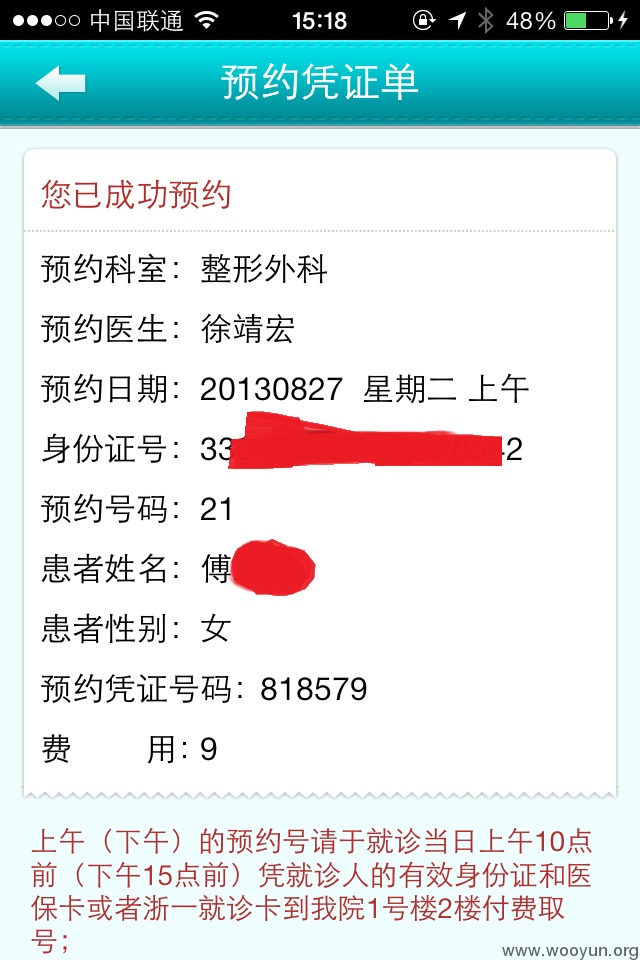 中国联通 15:18 48%
预约凭证单
您已成功预约
预约科室：整形外科
预约医生：徐靖宏
预约日期：20130827 星期二 上午
身份证号：33 2
预约号码：21
患者姓名：傅
患者性别：女
预约凭证号码：818579
费 用：9
上午（下午）的预约号请于就诊当日上午10点
前（下午15点前）凭就诊人的有效身份证和医
保卡或者浙一就诊卡到我院1号楼2楼付费取
号；
www.wooyun.org